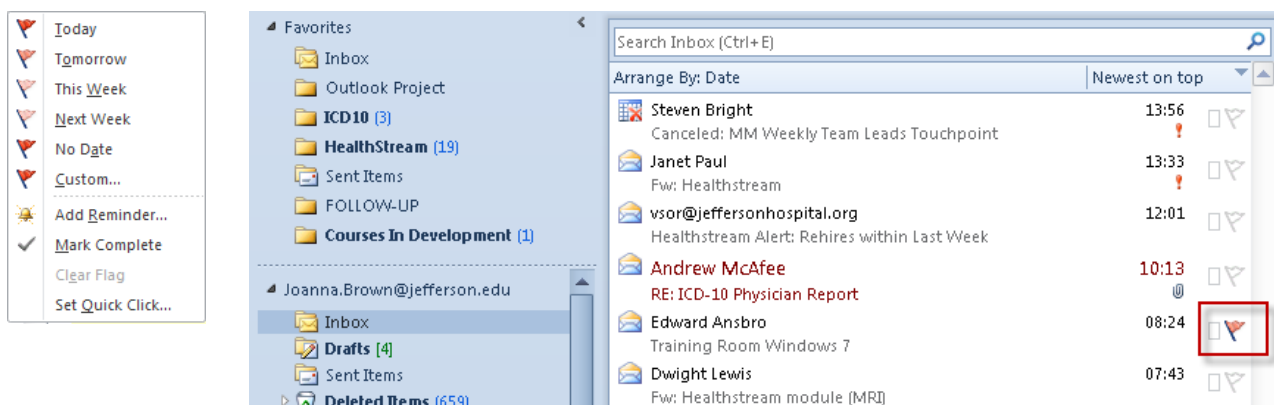 Today
Tomorrow
This Week
Next Week
No Date
Custom...
Add Reminder...
Mark Complete
Clear Flag
Set Quick Click...
Favorites
Inbox
Outlook Project
ICD10 (3)
HealthStream (19)
Sent Items
FOLLOW-UP
Courses In Development (1)
Joanna.Brown@jefferson.edu
Inbox
Drafts [4]
Sent Items
Deleted Items (659)
Search Inbox (Ctrl+E)
Arrange By: Date Newest on top
Steven Bright 13:56
Canceled: MM Weekly Team Leads Touchpoint
Janet Paul 13:33
Fw: Healthstream
vsor@jeffersonhospital.org 12:01
Healthstream Alert: Rehires within Last Week
Andrew McAfee 10:13
RE: ICD-10 Physician Report
Edward Ansbro 08:24
Training Room Windows 7
Dwight Lewis 07:43
Fw: Healthstream module (MRI)